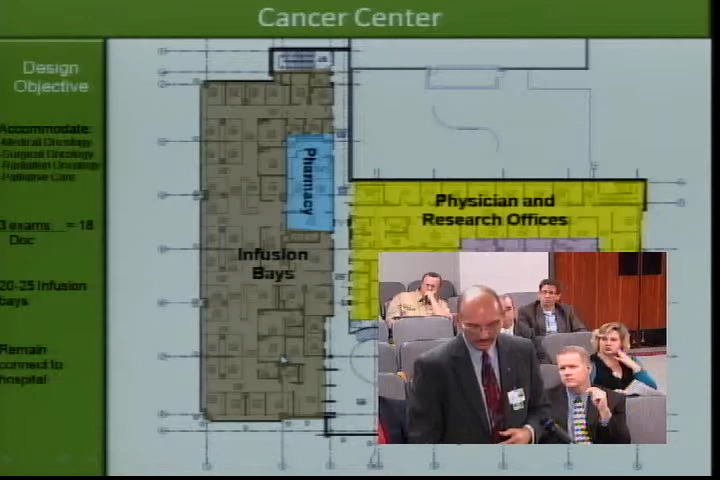 Cancer Center
Design
Objective
Accommodate:
-Medical Oncology
-Surgical Oncology
-Radiation Oncology
-Palliative Care
3 exams = 18
Doc
20-25 Infusion
bays
Remain
connect to
hospital
Pharmacy
Infusion
Bays
Physician and
Research Offices